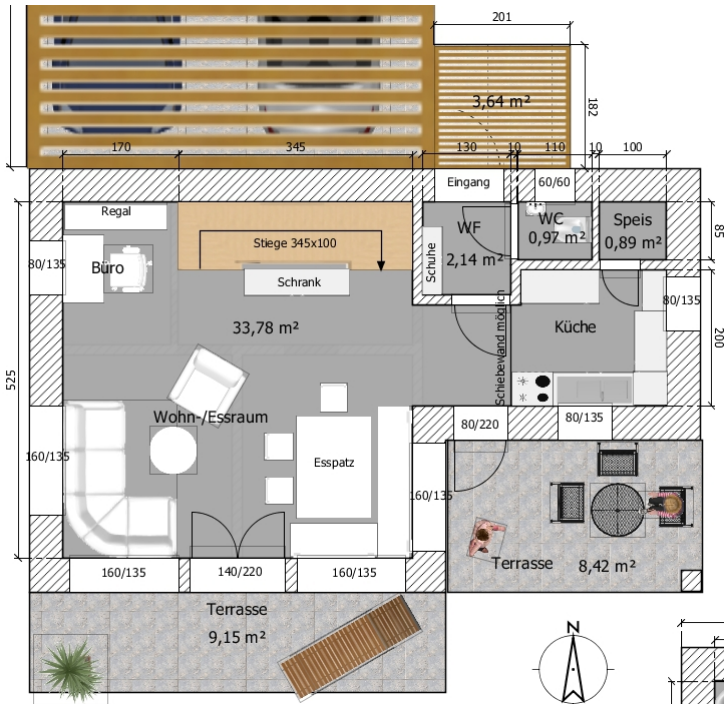 201
3,64 m²
182
170
345
130
10
110
10
100
Eingang
60/60
Regal
WF
WC
Speis
85
Stiege 345x100
0,97 m²
0,89 m²
Schuhe
2,14 m²
80/135
Büro
Schrank
80/135
33,78 m²
Schiebewand möglich
Küche
200
525
Wohn-/Essraum
80/220
80/135
160/135
Esspatz
160/135
Terrasse
8,42 m²
160/135
140/220
160/135
Terrasse
9,15 m²
N